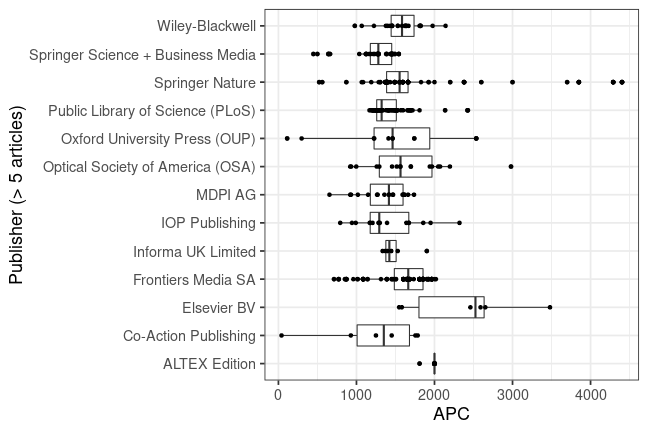 Publisher (> 5 articles)
Wiley-Blackwell
Springer Science + Business Media
Springer Nature
Public Library of Science (PLoS)
Oxford University Press (OUP)
Optical Society of America (OSA)
MDPI AG
IOP Publishing
Informa UK Limited
Frontiers Media SA
Elsevier BV
Co-Action Publishing
ALTEX Edition
0 1000 2000 3000 4000
APC